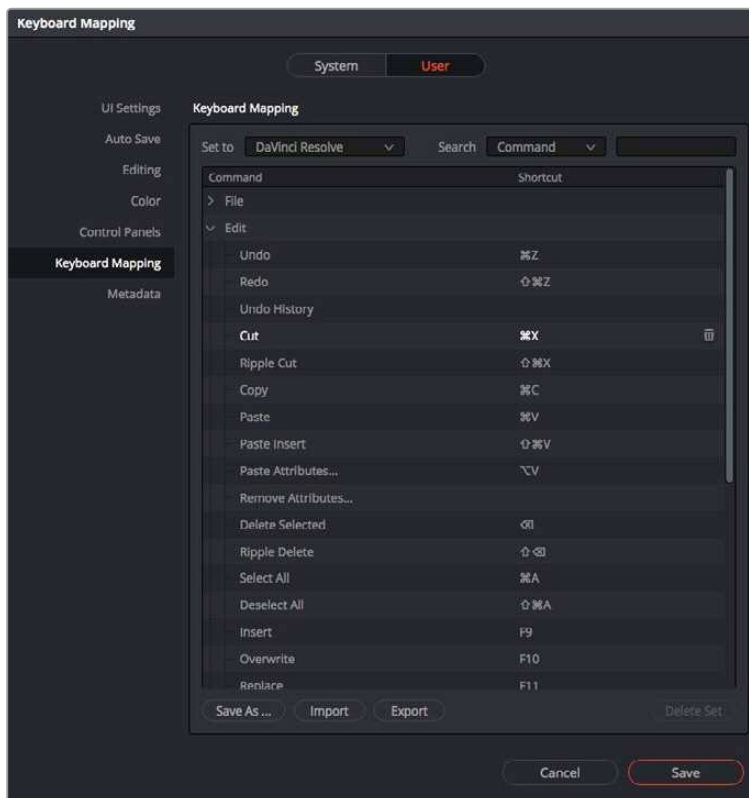 Keyboard Mapping
System User
UI Settings
Auto Save
Editing
Color
Control Panels
Keyboard Mapping
Metadata
Keyboard Mapping
Set to DaVinci Resolve Search Command
Command Shortcut
File
Edit
Undo ⌘Z
Redo ⇧⌘Z
Undo History
Cut ⌘X
Ripple Cut ⇧⌘X
Copy ⌘C
Paste ⌘V
Paste Insert ⇧⌘V
Paste Attributes... ⌥V
Remove Attributes...
Delete Selected ⌫
Ripple Delete ⇧⌫
Select All ⌘A
Deselect All ⇧⌘A
Insert F9
Overwrite F10
Replace F11
Save As ... Import Export Delete Set
Cancel Save